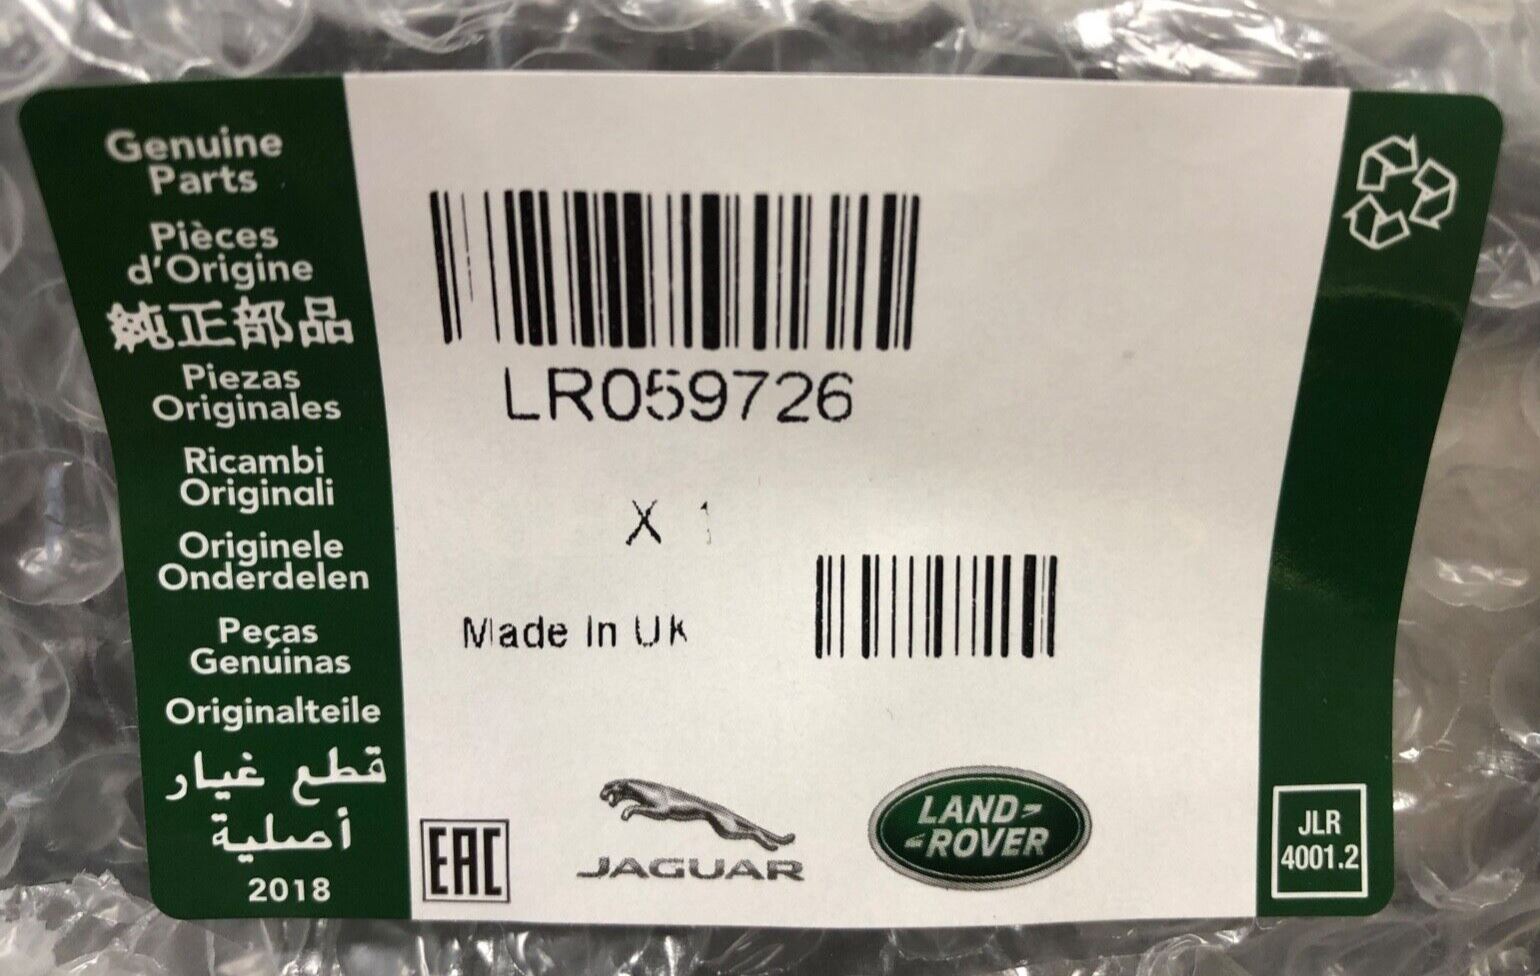 Genuine
Parts
Pièces
d'Origine
純正部品
Piezas
Originales
Ricambi
Originali
Originele
Onderdelen
Peças
Genuinas
Originalteile
قطع غيار
أصلية
2018
LR059726
X 1
Made In UK
EAC
JAGUAR
LAND-
-ROVER
JLR
4001.2